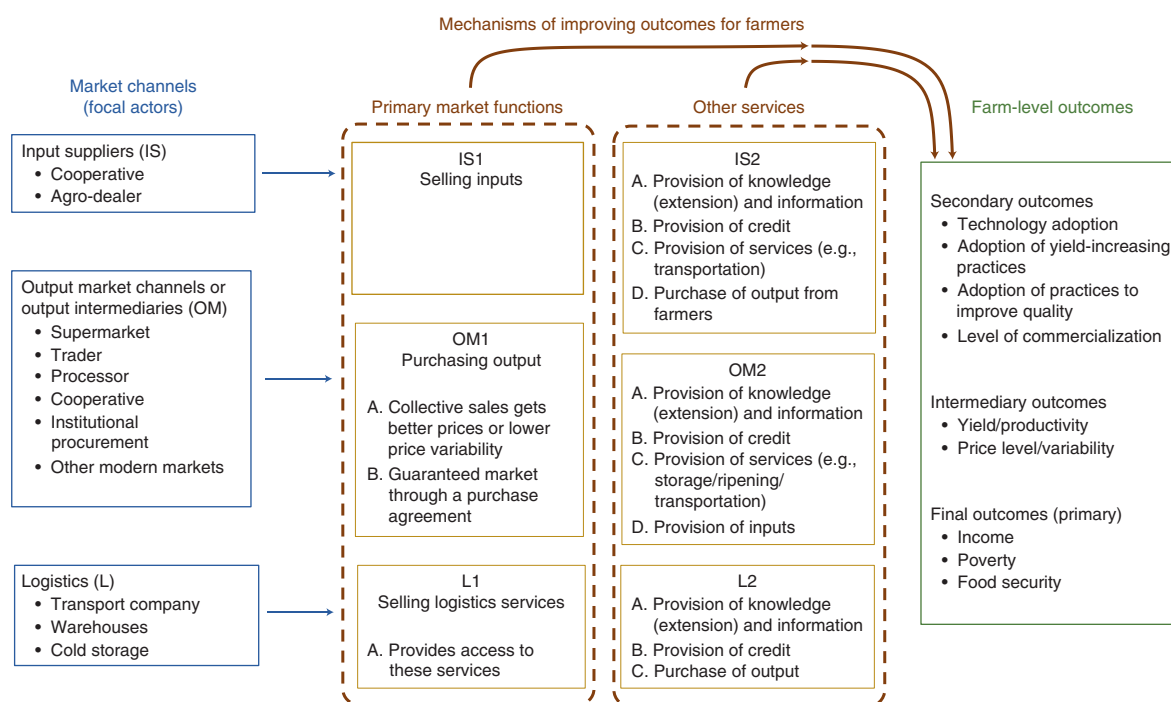 Mechanisms of improving outcomes for farmers
Market channels
(focal actors)
Primary market functions
Other services
Farm-level outcomes
Input suppliers (IS)
• Cooperative
• Agro-dealer
Output market channels or
output intermediaries (OM)
• Supermarket
• Trader
• Processor
• Cooperative
• Institutional
procurement
• Other modern markets
Logistics (L)
• Transport company
• Warehouses
• Cold storage
IS1
Selling inputs
OM1
Purchasing output
A. Collective sales gets
better prices or lower
price variability
B. Guaranteed market
through a purchase
agreement
L1
Selling logistics services
A. Provides access to
these services
IS2
A. Provision of knowledge
(extension) and information
B. Provision of credit
C. Provision of services (e.g.,
transportation)
D. Purchase of output from
farmers
OM2
A. Provision of knowledge
(extension) and information
B. Provision of credit
C. Provision of services (e.g.,
storage/ripening/
transportation)
D. Provision of inputs
L2
A. Provision of knowledge
(extension) and information
B. Provision of credit
C. Purchase of output
Secondary outcomes
• Technology adoption
• Adoption of yield-increasing
practices
• Adoption of practices to
improve quality
• Level of commercialization
Intermediary outcomes
• Yield/productivity
• Price level/variability
Final outcomes (primary)
• Income
• Poverty
• Food security